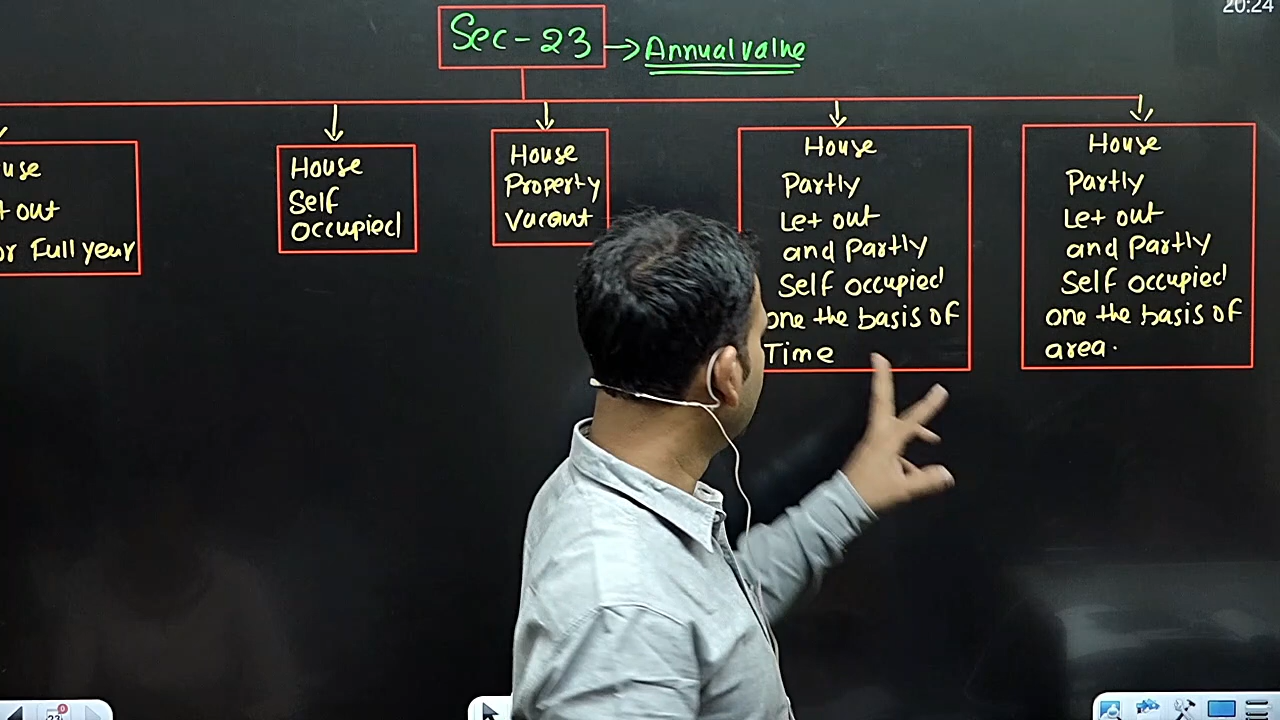 20:24
Sec-23 → Annual value
use
t out
or Full year
House
Self
Occupied
House
Property
Vacant
House
Partly
Let out
and Partly
Self occupied
one the basis of
Time
House
Partly
Let out
and Partly
Self occupied
one the basis of
area.